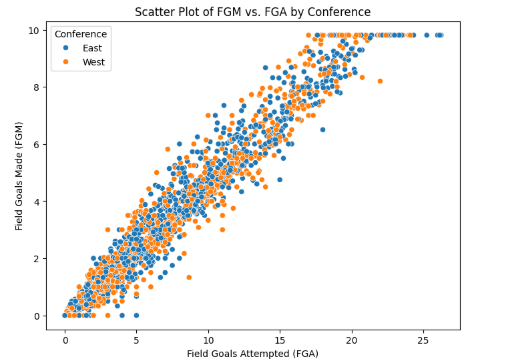 Scatter Plot of FGM vs. FGA by Conference
Conference
East
West
Field Goals Made (FGM)
10
8
6
4
2
0
0 5 10 15 20 25
Field Goals Attempted (FGA)